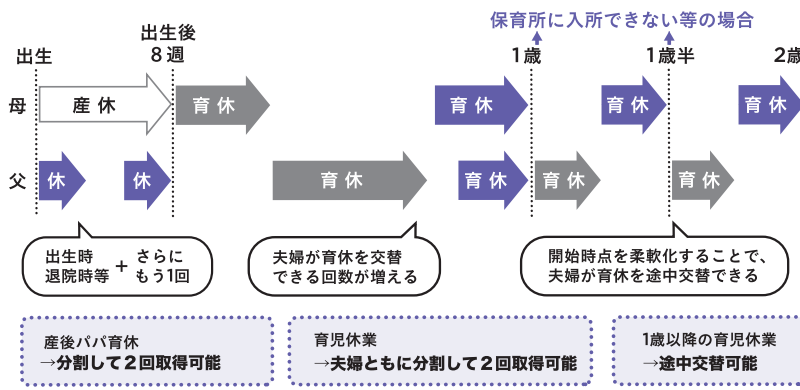 保育所に入所できない等の場合
出生
出生後
8週
1歳
1歳半
2歳
母
産休
育休
育休
育休
育休
父
休
休
育休
育休
育休
育休
出生時
退院時等
+
さらに
もう1回
夫婦が育休を交替
できる回数が増える
開始時点を柔軟化することで、
夫婦が育休を途中交替できる
産後パパ育休
→分割して2回取得可能
育児休業
→夫婦ともに分割して2回取得可能
1歳以降の育児休業
→途中交替可能